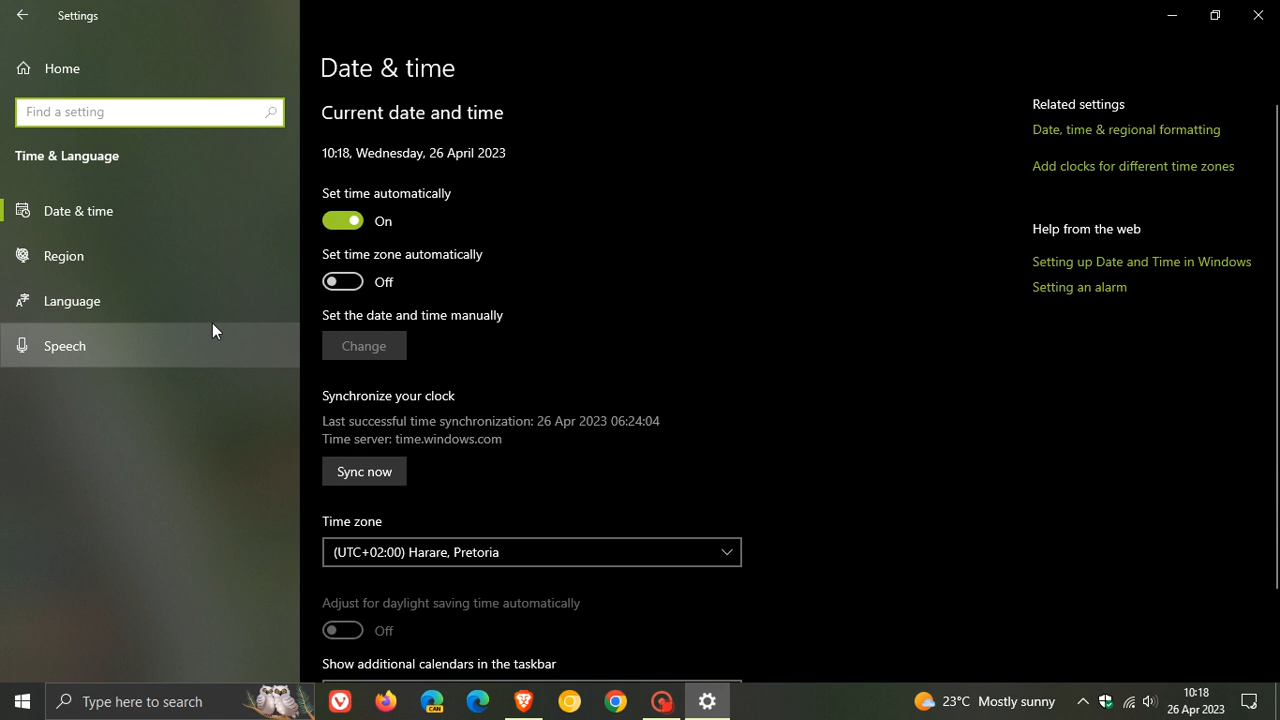 Settings
Home
Find a setting
Time & Language
Date & time
Region
Language
Speech
Date & time
Current date and time
10:18, Wednesday, 26 April 2023
Set time automatically
On
Set time zone automatically
Off
Set the date and time manually
Change
Synchronize your clock
Last successful time synchronization: 26 Apr 2023 06:24:04
Time server: time.windows.com
Sync now
Time zone
(UTC+02:00) Harare, Pretoria
Adjust for daylight saving time automatically
Off
Show additional calendars in the taskbar
Related settings
Date, time & regional formatting
Add clocks for different time zones
Help from the web
Setting up Date and Time in Windows
Setting an alarm
Type here to search
CAN
23°C Mostly sunny
10:18
26 Apr 2023